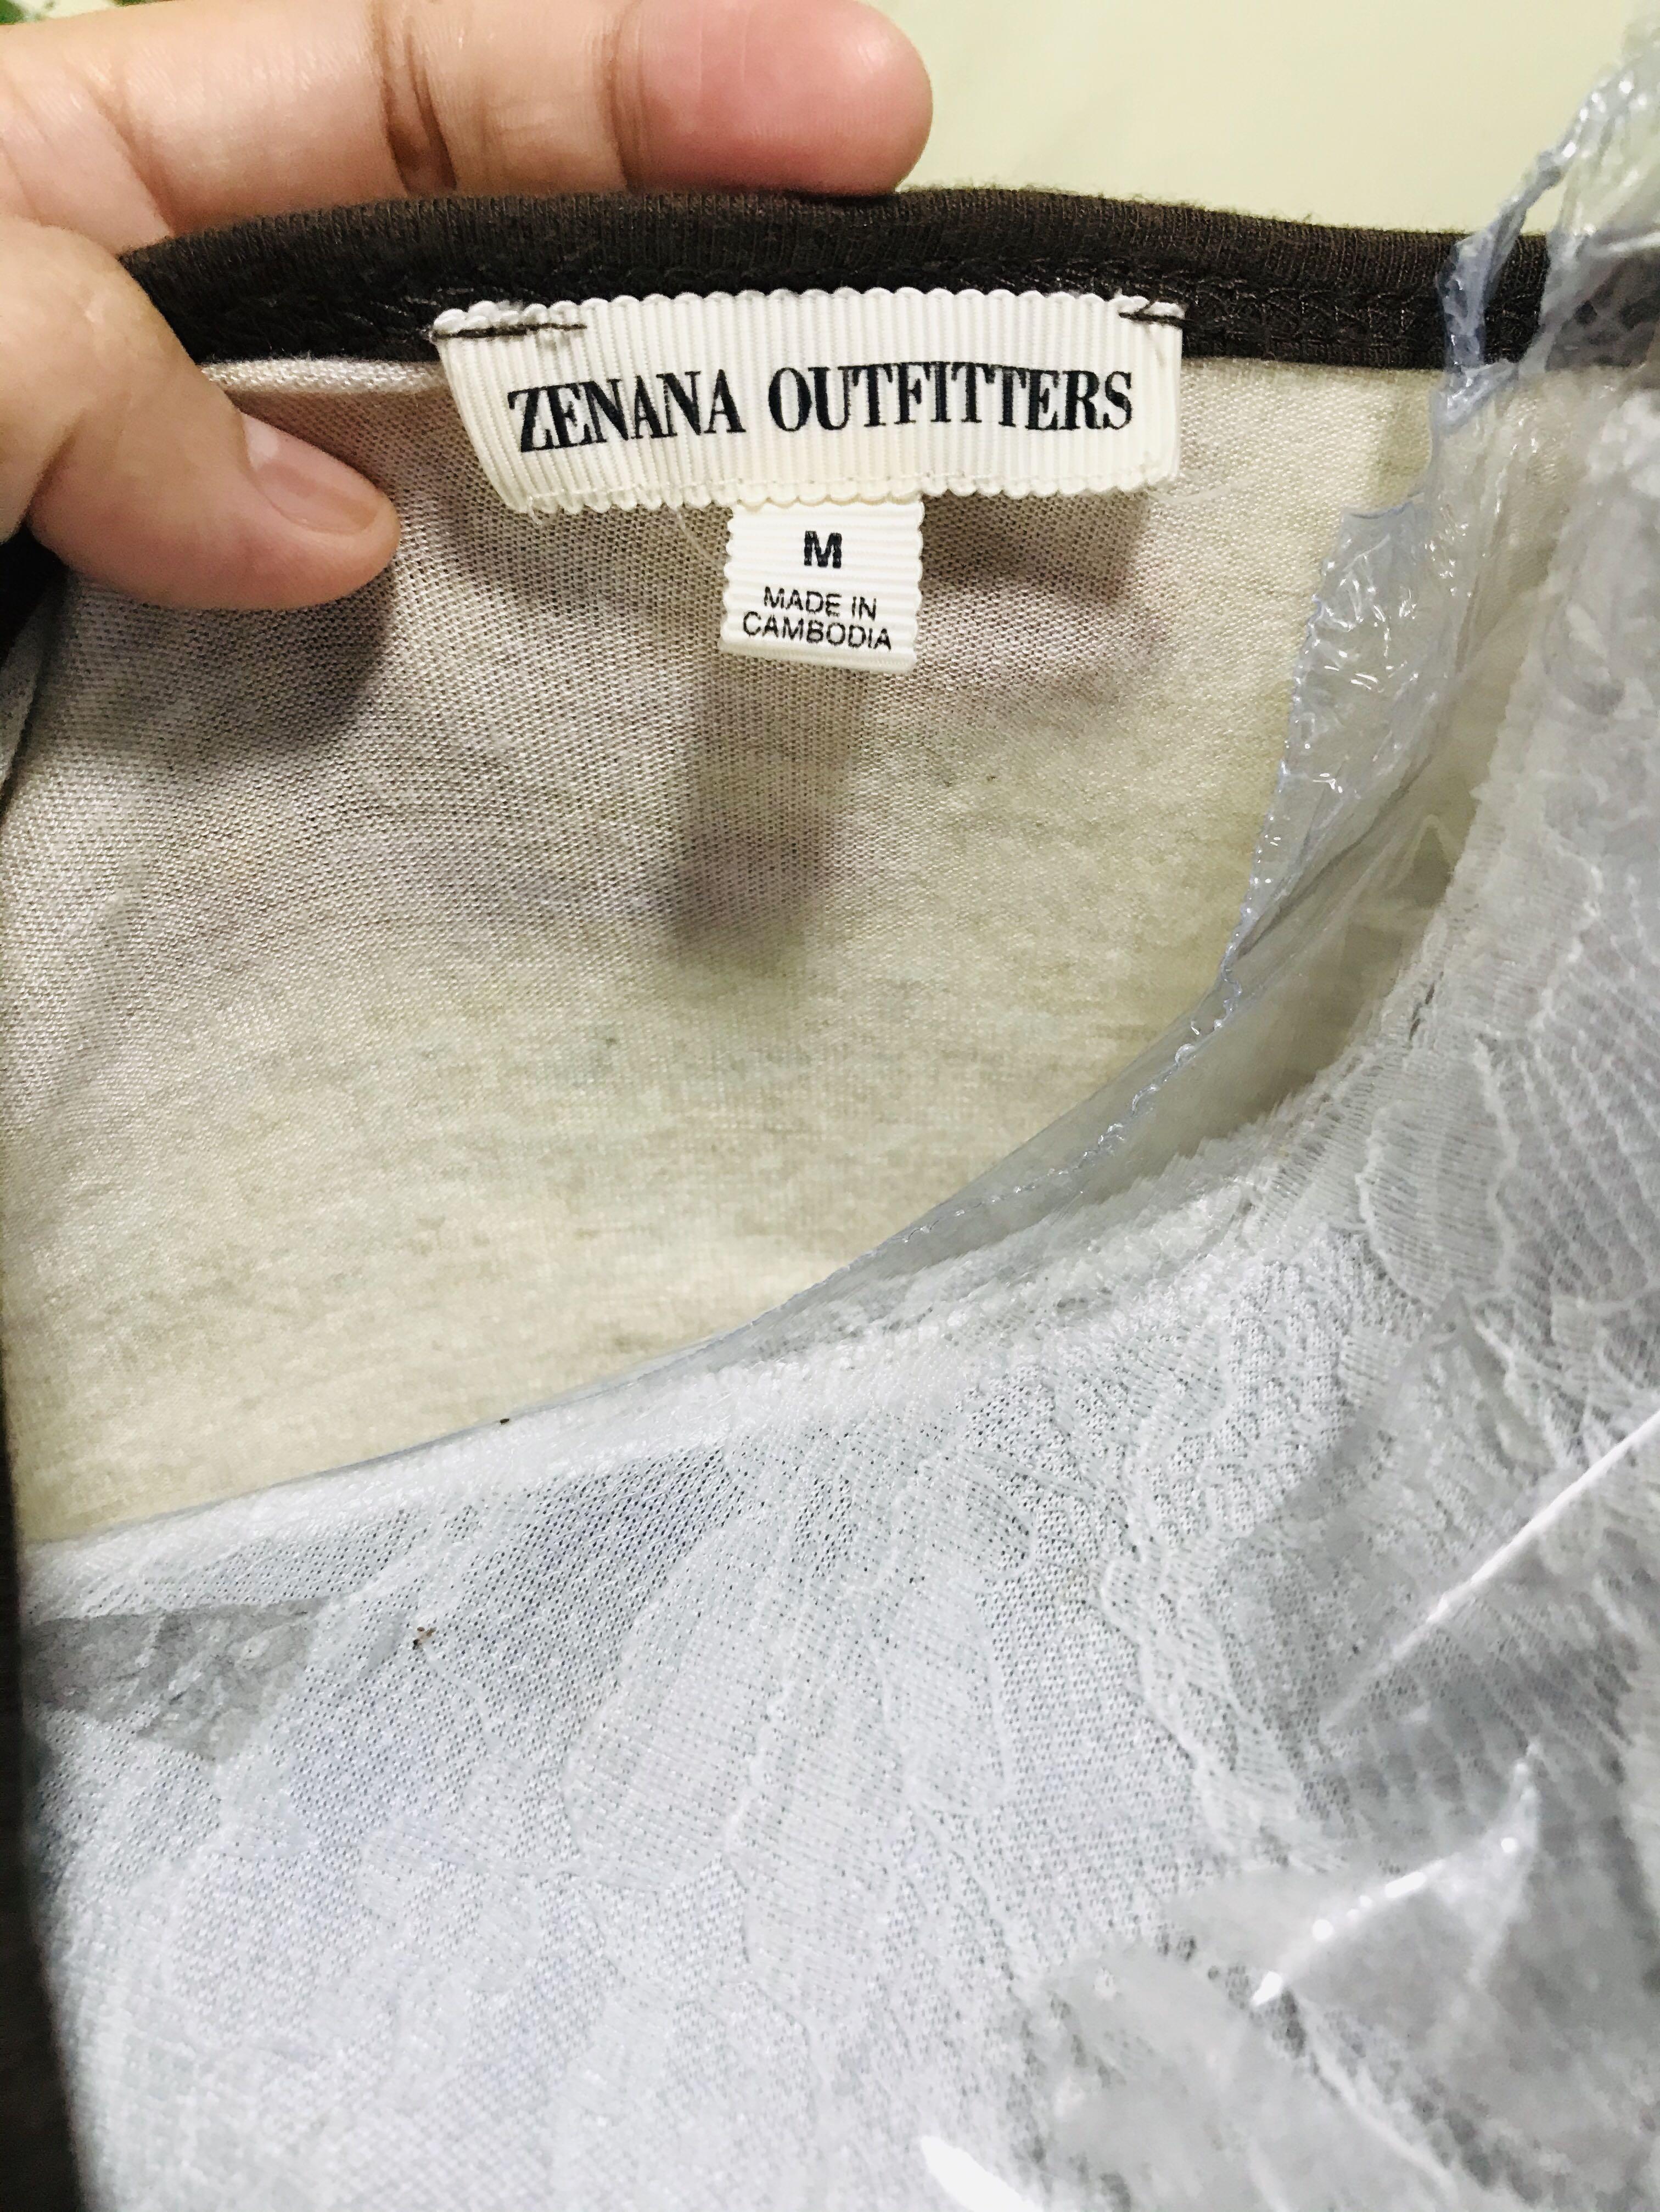 ZENANA OUTFITTERS
M
MADE IN
CAMBODIA